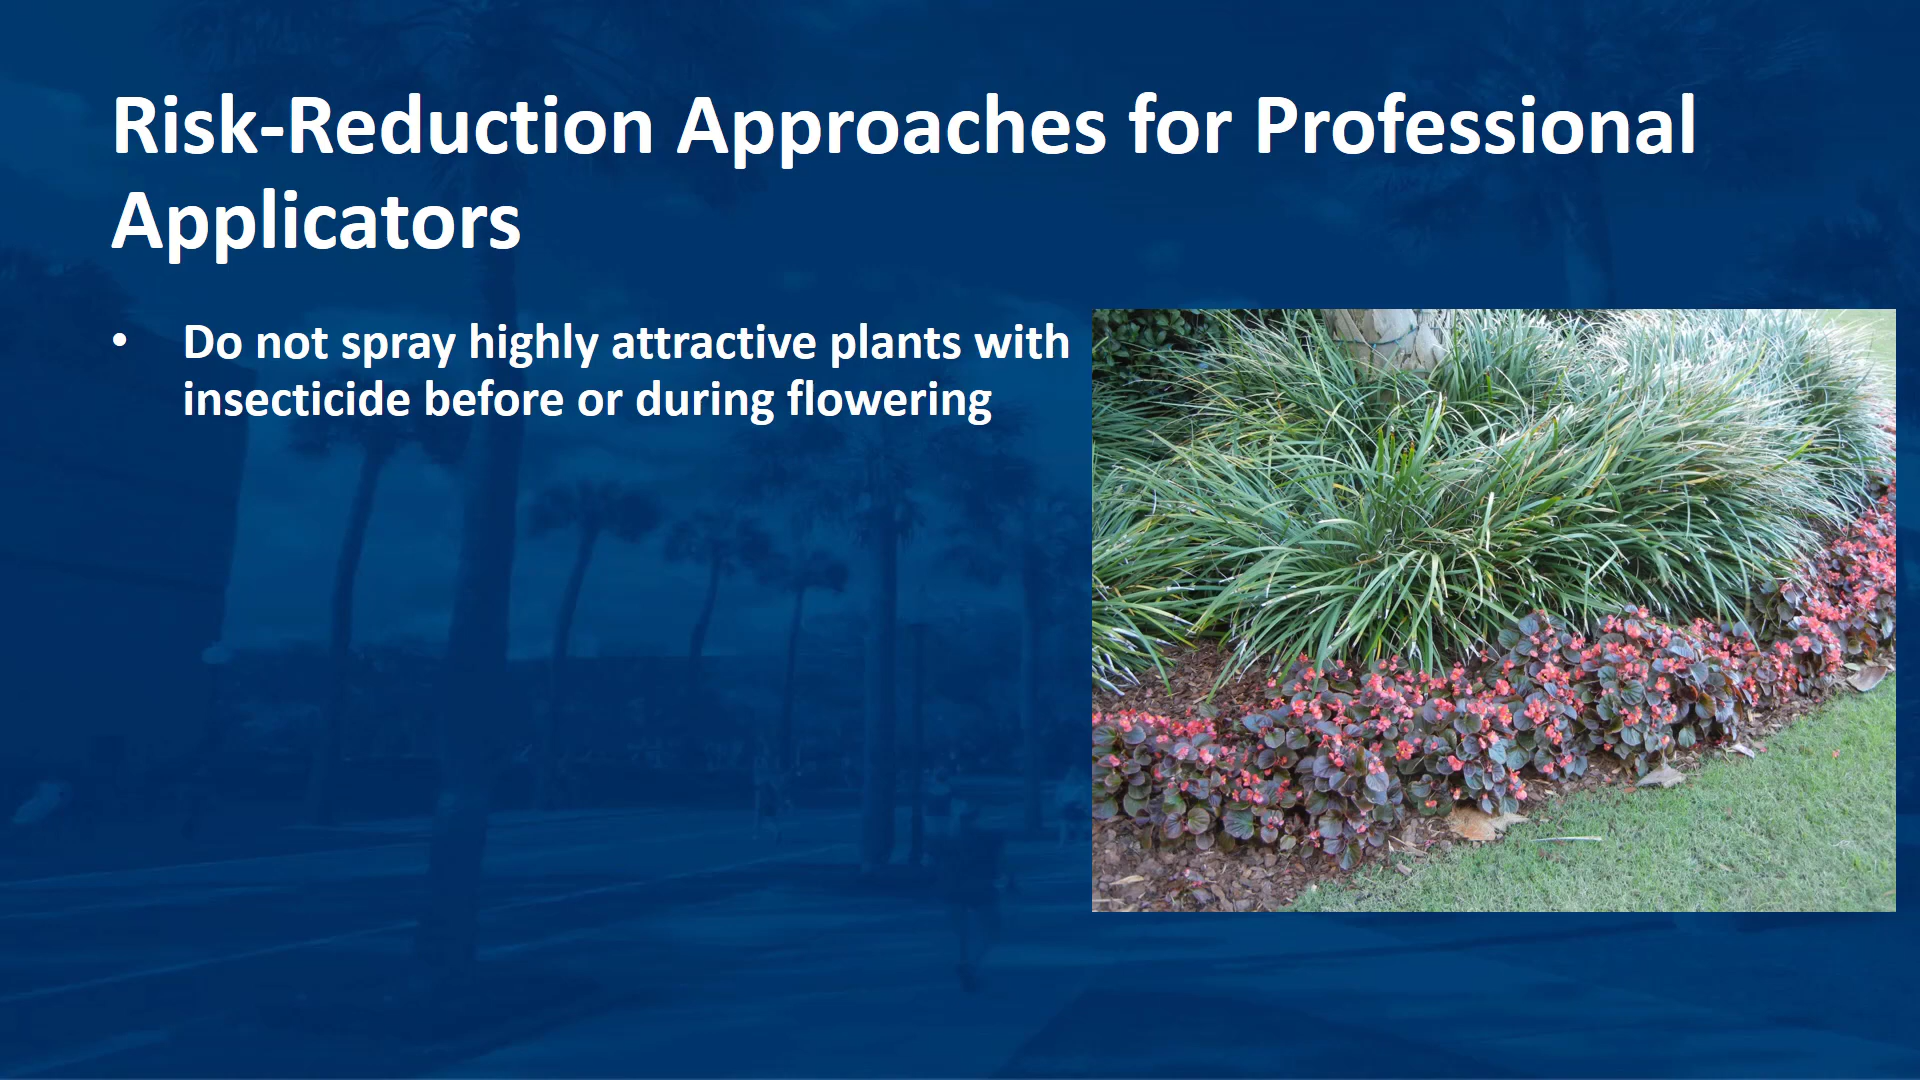 Risk-Reduction Approaches for Professional
Applicators
• Do not spray highly attractive plants with
insecticide before or during flowering